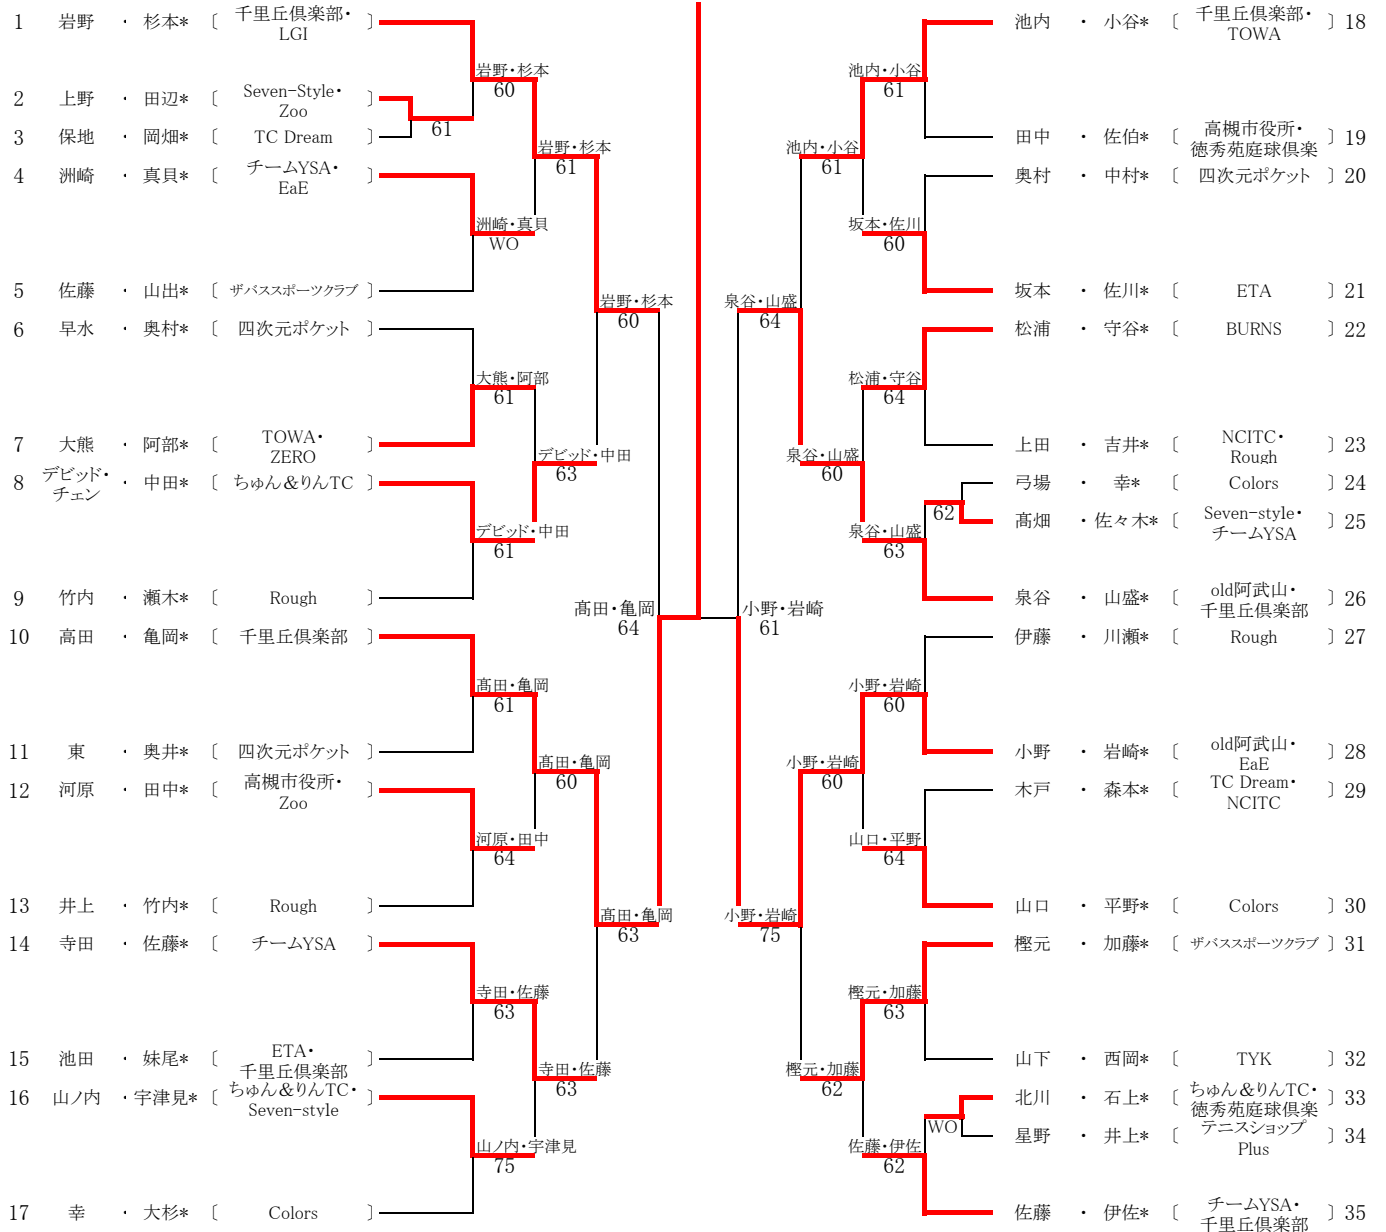 1 岩野 ・ 杉本* 〔 千里丘倶楽部・LGI 〕
2 上野 ・ 田辺* 〔 Seven-Style・Zoo 〕
3 保地 ・ 岡畑* 〔 TC Dream 〕
4 洲崎 ・ 真貝* 〔 チームYSA・EaE 〕
5 佐藤 ・ 山出* 〔 ザバススポーツクラブ 〕
6 早水 ・ 奥村* 〔 四次元ポケット 〕
7 大熊 ・ 阿部* 〔 TOWA・ZERO 〕
8 デビッド・チェン ・ 中田* 〔 ちゅん&りんTC 〕
9 竹内 ・ 瀬木* 〔 Rough 〕
10 高田 ・ 亀岡* 〔 千里丘倶楽部 〕
11 東 ・ 奥井* 〔 四次元ポケット 〕
12 河原 ・ 田中* 〔 高槻市役所・Zoo 〕
13 井上 ・ 竹内* 〔 Rough 〕
14 寺田 ・ 佐藤* 〔 チームYSA 〕
15 池田 ・ 妹尾* 〔 ETA・千里丘倶楽部 〕
16 山ノ内 ・ 宇津見* 〔 ちゅん&りんTC・Seven-style 〕
17 幸 ・ 大杉* 〔 Colors 〕
61
岩野・杉本
60
洲崎・真貝
WO
大熊・阿部
61
デビッド・中田
61
髙田・亀岡
61
河原・田中
64
寺田・佐藤
63
山ノ内・宇津見
75
岩野・杉本
61
デビッド・中田
63
髙田・亀岡
60
寺田・佐藤
63
岩野・杉本
60
髙田・亀岡
63
髙田・亀岡
64
小野・岩崎
61
泉谷・山盛
64
小野・岩崎
75
池内・小谷
61
泉谷・山盛
60
小野・岩崎
60
樫元・加藤
62
池内・小谷
61
坂本・佐川
60
松浦・守谷
64
泉谷・山盛
63
小野・岩崎
60
山口・平野
64
樫元・加藤
63
佐藤・伊佐
62
62
WO
池内 ・ 小谷* 〔 千里丘倶楽部・TOWA 〕 18
田中 ・ 佐伯* 〔 高槻市役所・徳秀苑庭球倶楽 〕 19
奥村 ・ 中村* 〔 四次元ポケット 〕 20
坂本 ・ 佐川* 〔 ETA 〕 21
松浦 ・ 守谷* 〔 BURNS 〕 22
上田 ・ 吉井* 〔 NCITC・Rough 〕 23
弓場 ・ 幸* 〔 Colors 〕 24
髙畑 ・ 佐々木* 〔 Seven-style・チームYSA 〕 25
泉谷 ・ 山盛* 〔 old阿武山・千里丘倶楽部 〕 26
伊藤 ・ 川瀬* 〔 Rough 〕 27
小野 ・ 岩崎* 〔 old阿武山・EaE 〕 28
木戸 ・ 森本* 〔 TC Dream・NCITC 〕 29
山口 ・ 平野* 〔 Colors 〕 30
樫元 ・ 加藤* 〔 ザバススポーツクラブ 〕 31
山下 ・ 西岡* 〔 TYK 〕 32
北川 ・ 石上* 〔 ちゅん&りんTC・徳秀苑庭球倶楽 〕 33
星野 ・ 井上* 〔 テニスショップPlus 〕 34
佐藤 ・ 伊佐* 〔 チームYSA・千里丘倶楽部 〕 35